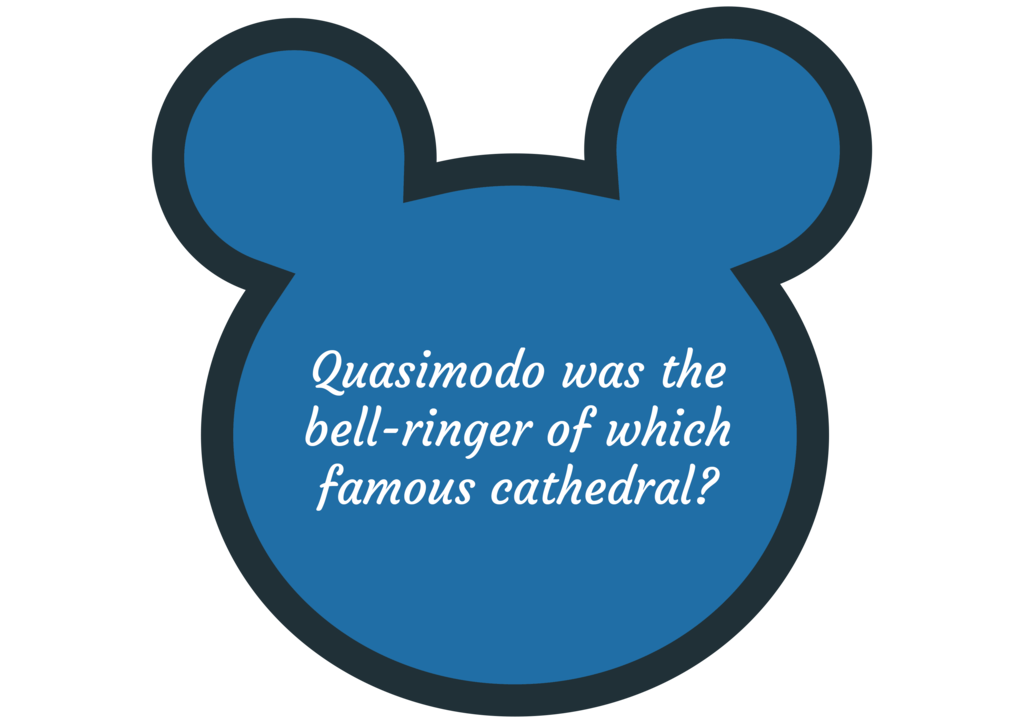 Quasimodo was the
bell-ringer of which
famous cathedral?